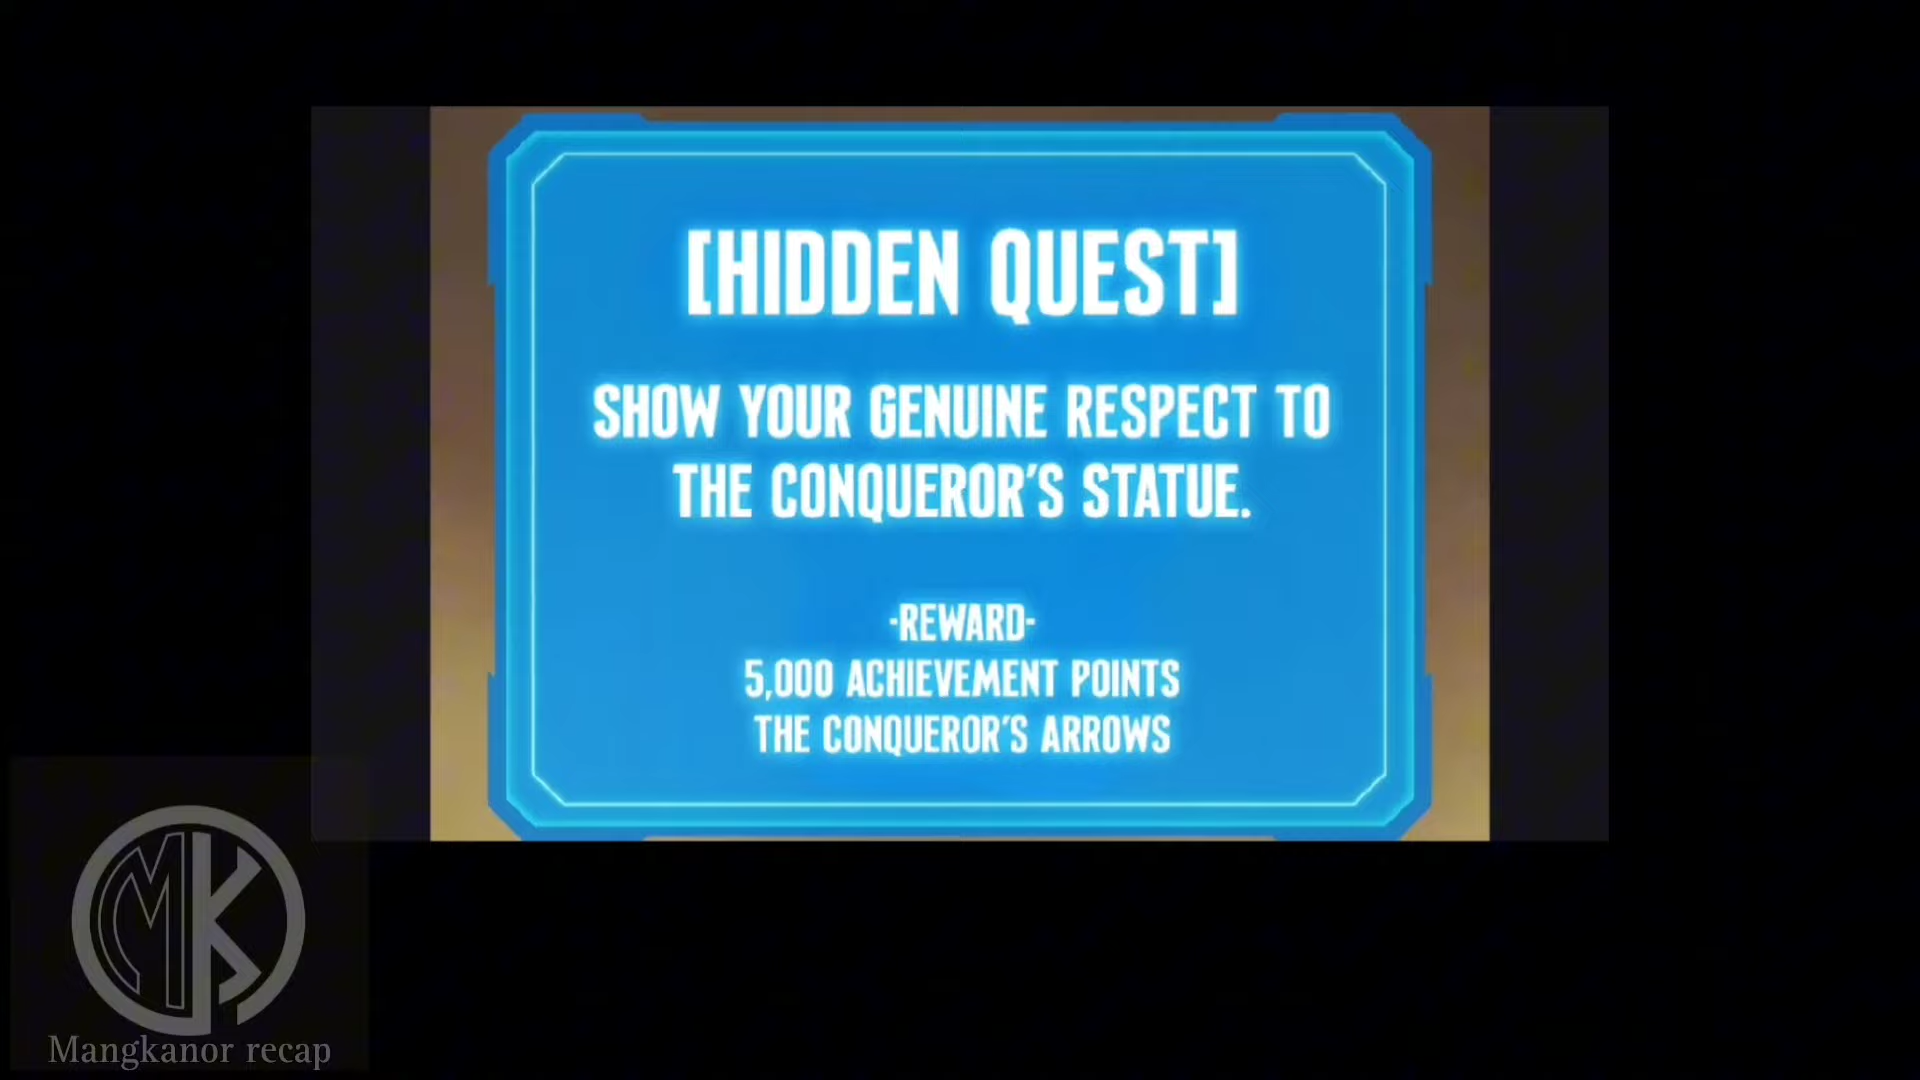 [HIDDEN QUEST]
SHOW YOUR GENUINE RESPECT TO
THE CONQUEROR'S STATUE.
-REWARD-
5,000 ACHIEVEMENT POINTS
THE CONQUEROR'S ARROWS
MK
Mangkanor recap